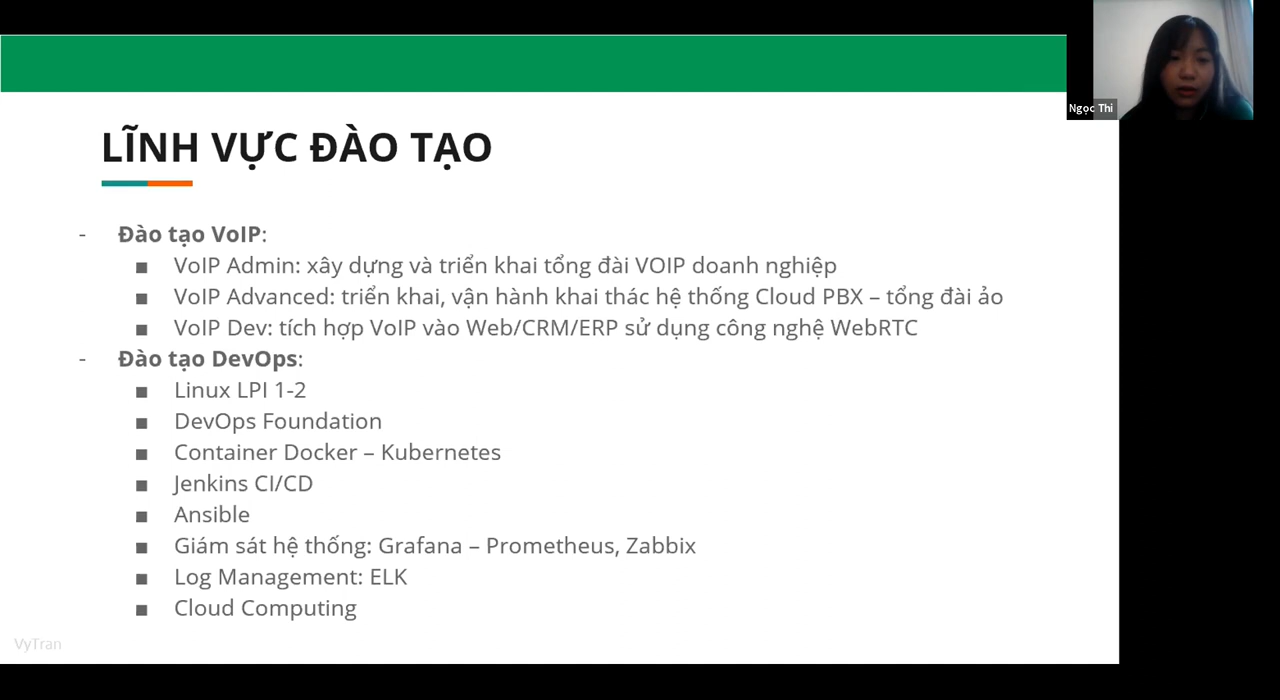 Ngọc Thi
LĨNH VỰC ĐÀO TẠO
- Đào tạo VoIP:
■ VoIP Admin: xây dựng và triển khai tổng đài VOIP doanh nghiệp
■ VoIP Advanced: triển khai, vận hành khai thác hệ thống Cloud PBX – tổng đài ảo
■ VoIP Dev: tích hợp VoIP vào Web/CRM/ERP sử dụng công nghệ WebRTC
- Đào tạo DevOps:
■ Linux LPI 1-2
■ DevOps Foundation
■ Container Docker – Kubernetes
■ Jenkins CI/CD
■ Ansible
■ Giám sát hệ thống: Grafana – Prometheus, Zabbix
■ Log Management: ELK
■ Cloud Computing
VyTran